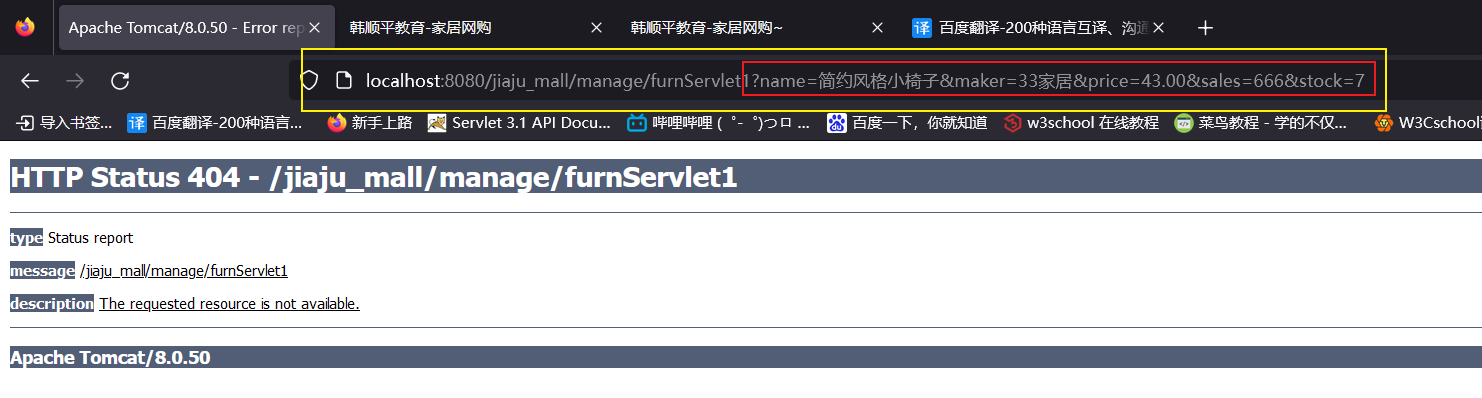 Apache Tomcat/8.0.50 - Error rep
韩顺平教育-家居网购
韩顺平教育-家居网购~
译 百度翻译-200种语言互译、沟通
localhost:8080/jiaju_mall/manage/furnServlet1?name=简约风格小椅子&maker=33家居&price=43.00&sales=666&stock=7
导入书签...
译 百度翻译-200种语言...
新手上路
Servlet 3.1 API Docu...
哔哩哔哩 ( ゜- ゜)つロ ...
百度一下，你就知道
w3school 在线教程
菜鸟教程 - 学的不仅...
W3Cschool
HTTP Status 404 - /jiaju_mall/manage/furnServlet1
type Status report
message /jiaju_mall/manage/furnServlet1
description The requested resource is not available.
Apache Tomcat/8.0.50